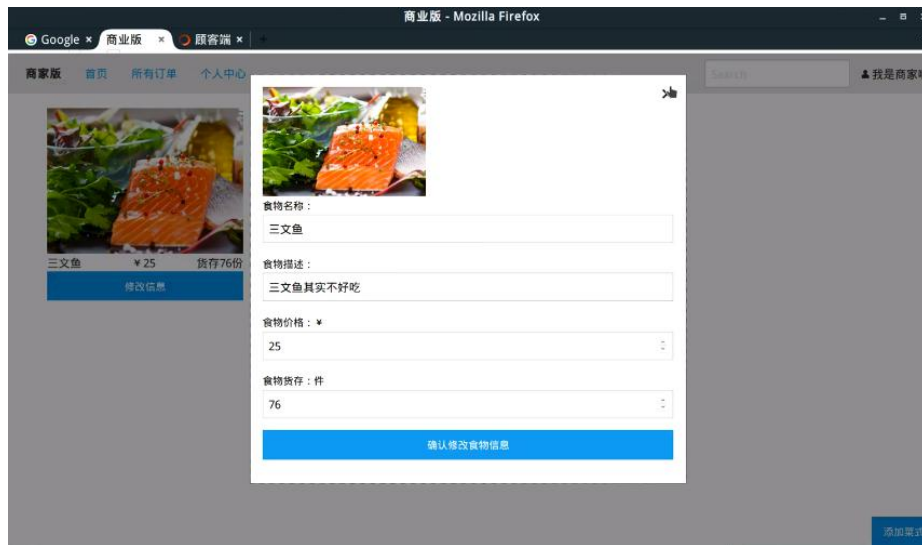 商业版 - Mozilla Firefox
Google
商业版
顾客端
商家版 首页 所有订单 个人中心 Search
三文鱼 ￥25 货存76份
修改信息
食物名称：
三文鱼
食物描述：
三文鱼其实不好吃
食物价格：￥
25
食物货存：件
76
确认修改食物信息
添加菜式